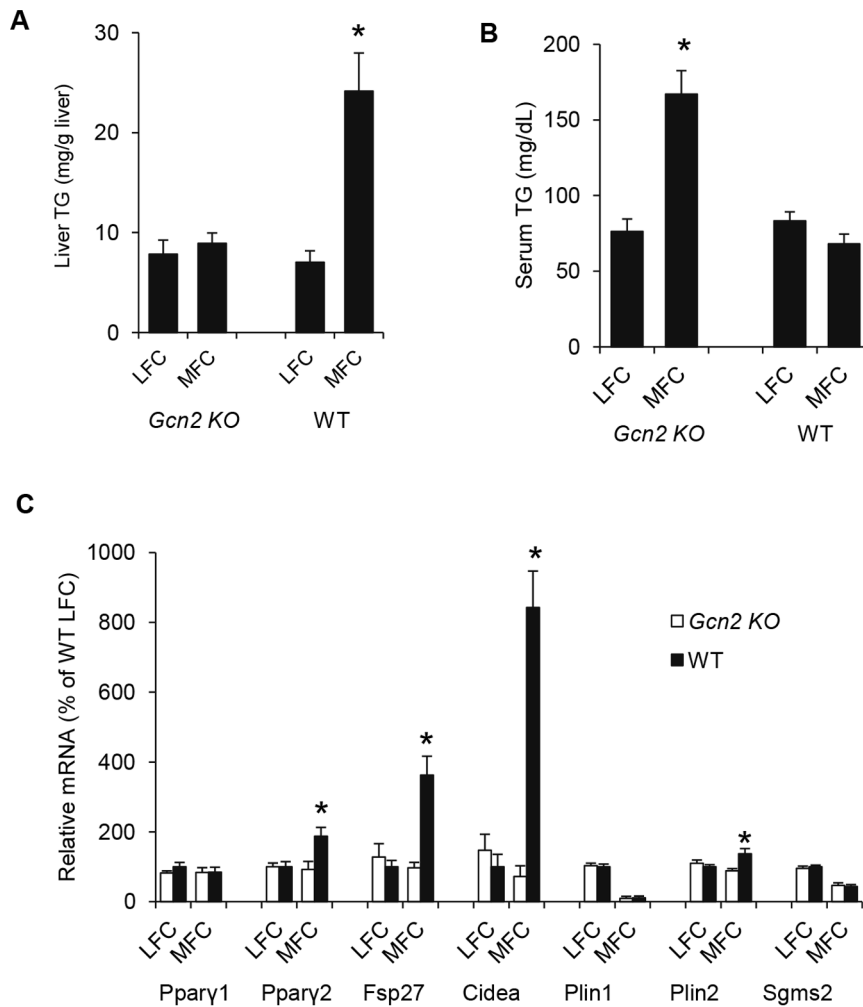 A
Liver TG (mg/g liver)
30
20
10
0
*
LFC
MFC
LFC
MFC
Gcn2 KO
WT
B
Serum TG (mg/dL)
200
150
100
50
0
*
LFC
MFC
LFC
MFC
Gcn2 KO
WT
C
Relative mRNA (% of WT LFC)
1000
800
600
400
200
0
*
*
*
*
Gcn2 KO
WT
LFC
MFC
LFC
MFC
LFC
MFC
LFC
MFC
LFC
MFC
LFC
MFC
LFC
MFC
Pparγ1
Pparγ2
Fsp27
Cidea
Plin1
Plin2
Sgms2